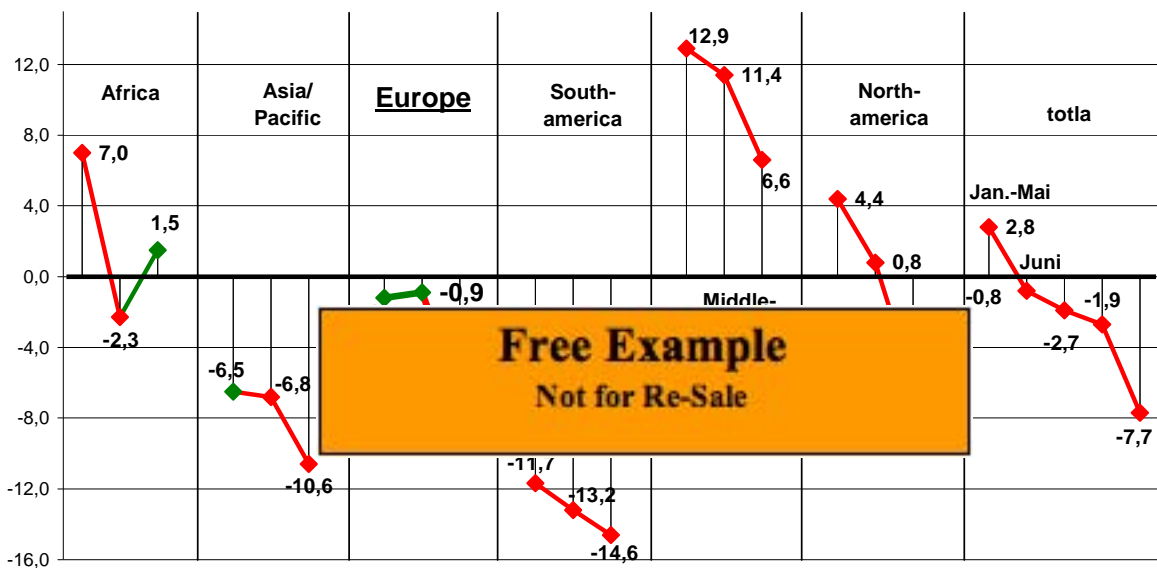 12,9
12,0
11,4
Africa
Asia/
Pacific
Europe
South-
america
North-
america
totla
8,0
7,0
6,6
4,0
4,4
Jan.-Mai
2,8
1,5
0,8
Juni
0,0
-0,9
Middle-
-0,8
-1,9
-2,3
-2,7
-4,0
Free Example
Not for Re-Sale
-6,5
-6,8
-8,0
-7,7
-10,6
-11,7
-12,0
-13,2
-14,6
-16,0